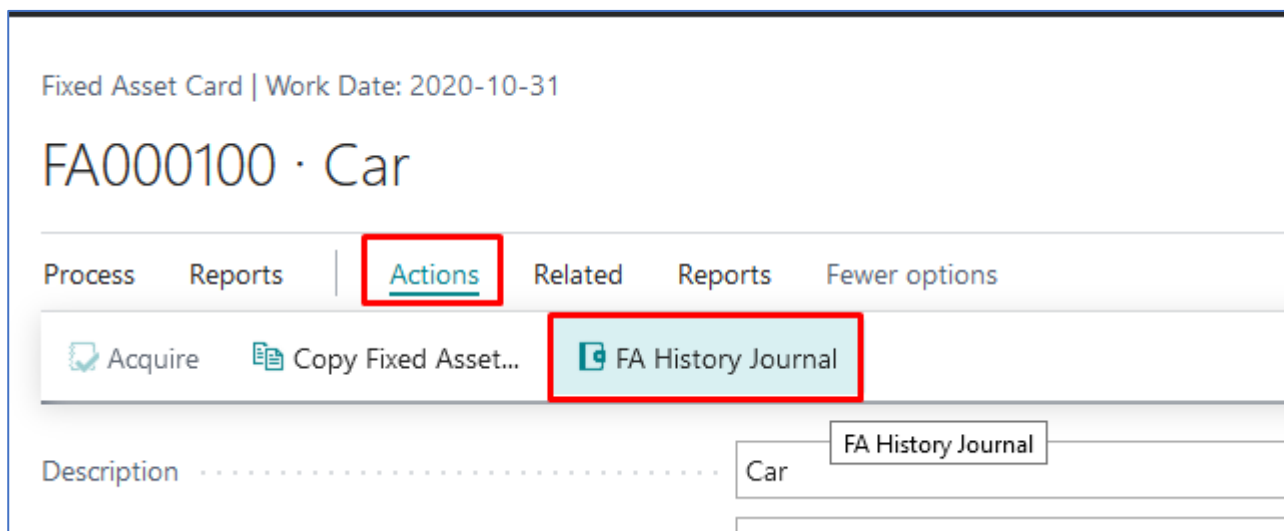 Fixed Asset Card | Work Date: 2020-10-31
FA000100 · Car
Process Reports Actions Related Reports Fewer options
Acquire Copy Fixed Asset... FA History Journal
FA History Journal
Description Car